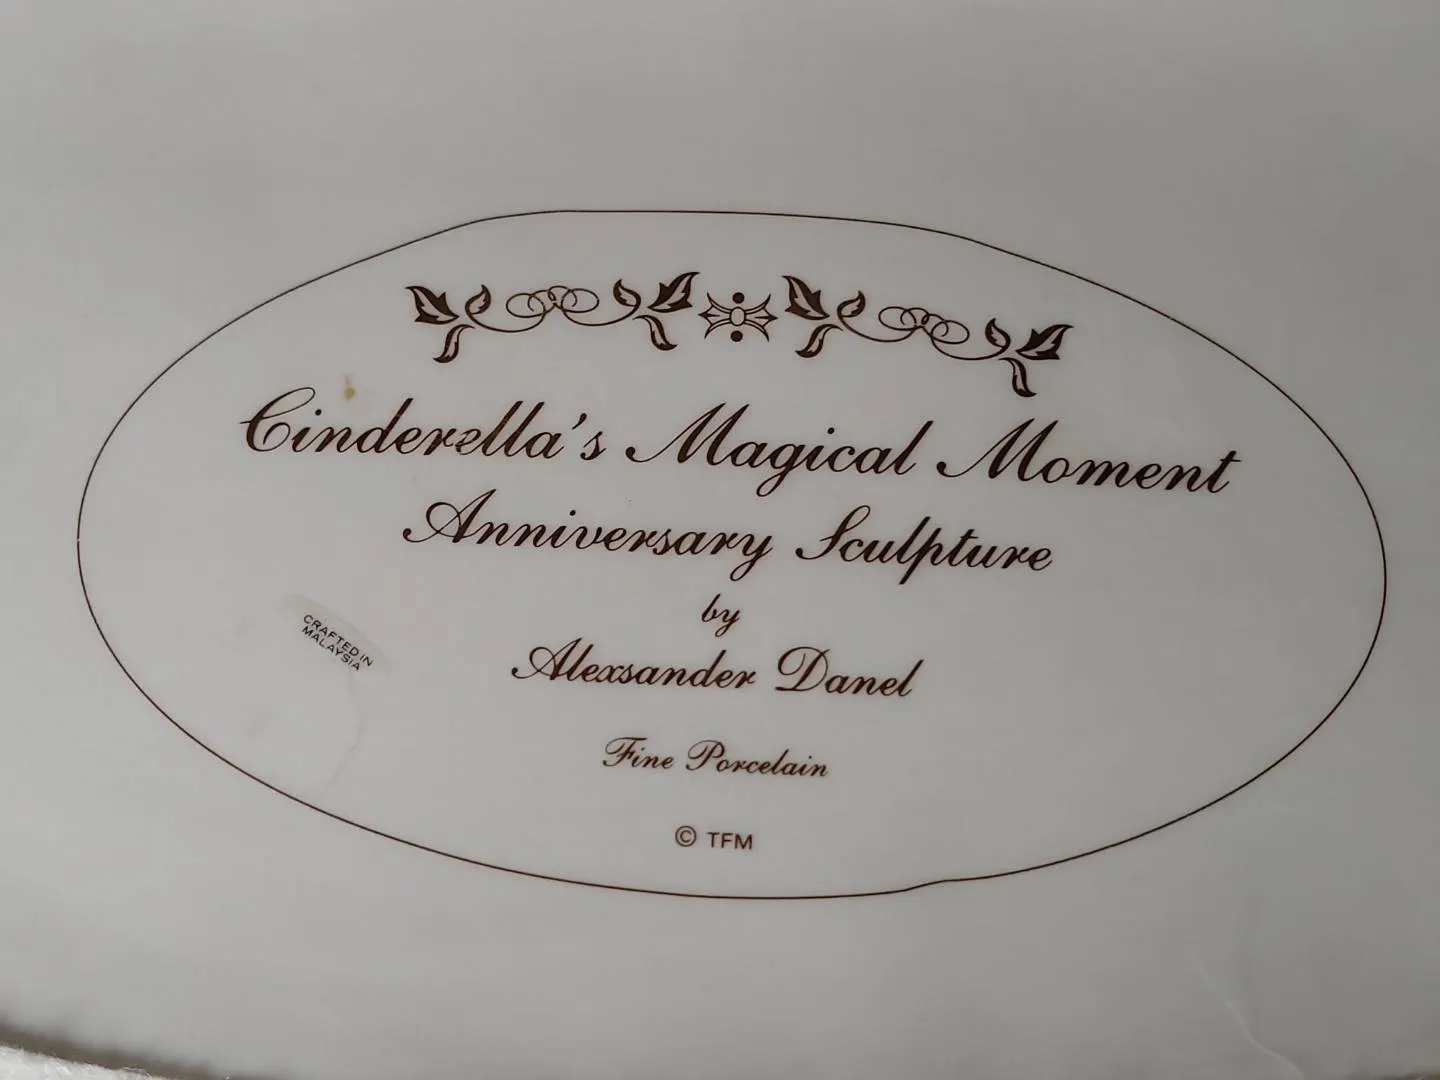 Cinderella's Magical Moment
Anniversary Sculpture
by
Alexsander Danel
Fine Porcelain
© TFM
CRAFTED IN
MALAYSIA